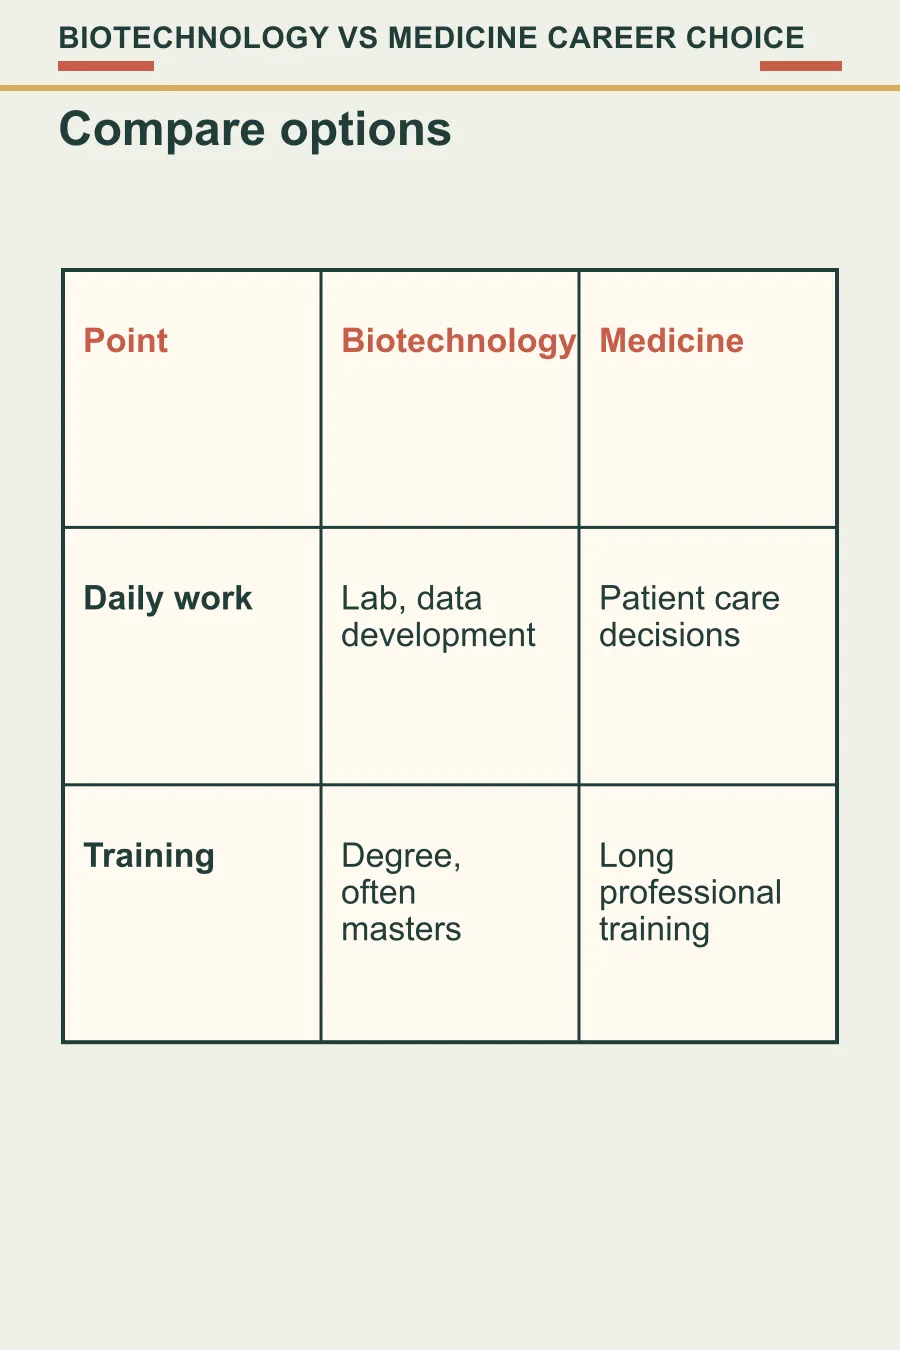 BIOTECHNOLOGY VS MEDICINE CAREER CHOICE
Compare options
Point
Biotechnology
Medicine
Daily work
Lab, data
development
Patient care
decisions
Training
Degree,
often
masters
Long
professional
training